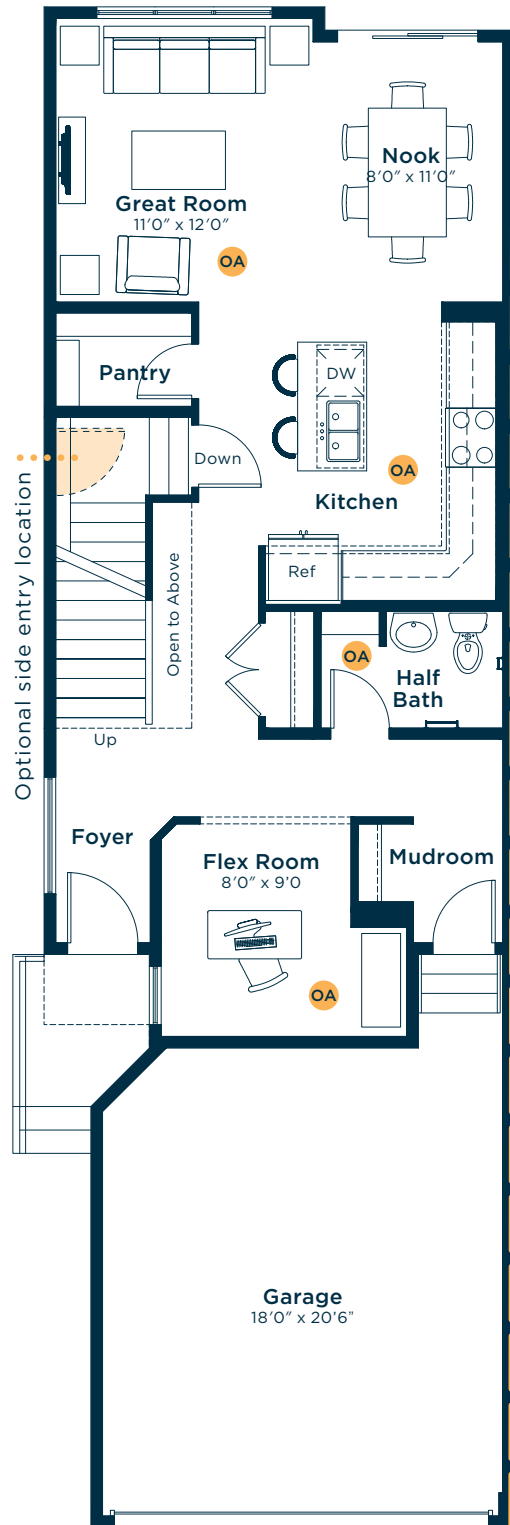 Nook
8'0" x 11'0"
Great Room
11'0" x 12'0"
OA
Pantry
DW
Down
OA
Kitchen
Optional side entry location
Ref
Open to Above
OA
Half
Bath
Up
Foyer
Flex Room
8'0" x 9'0
Mudroom
OA
Garage
18'0" x 20'6"